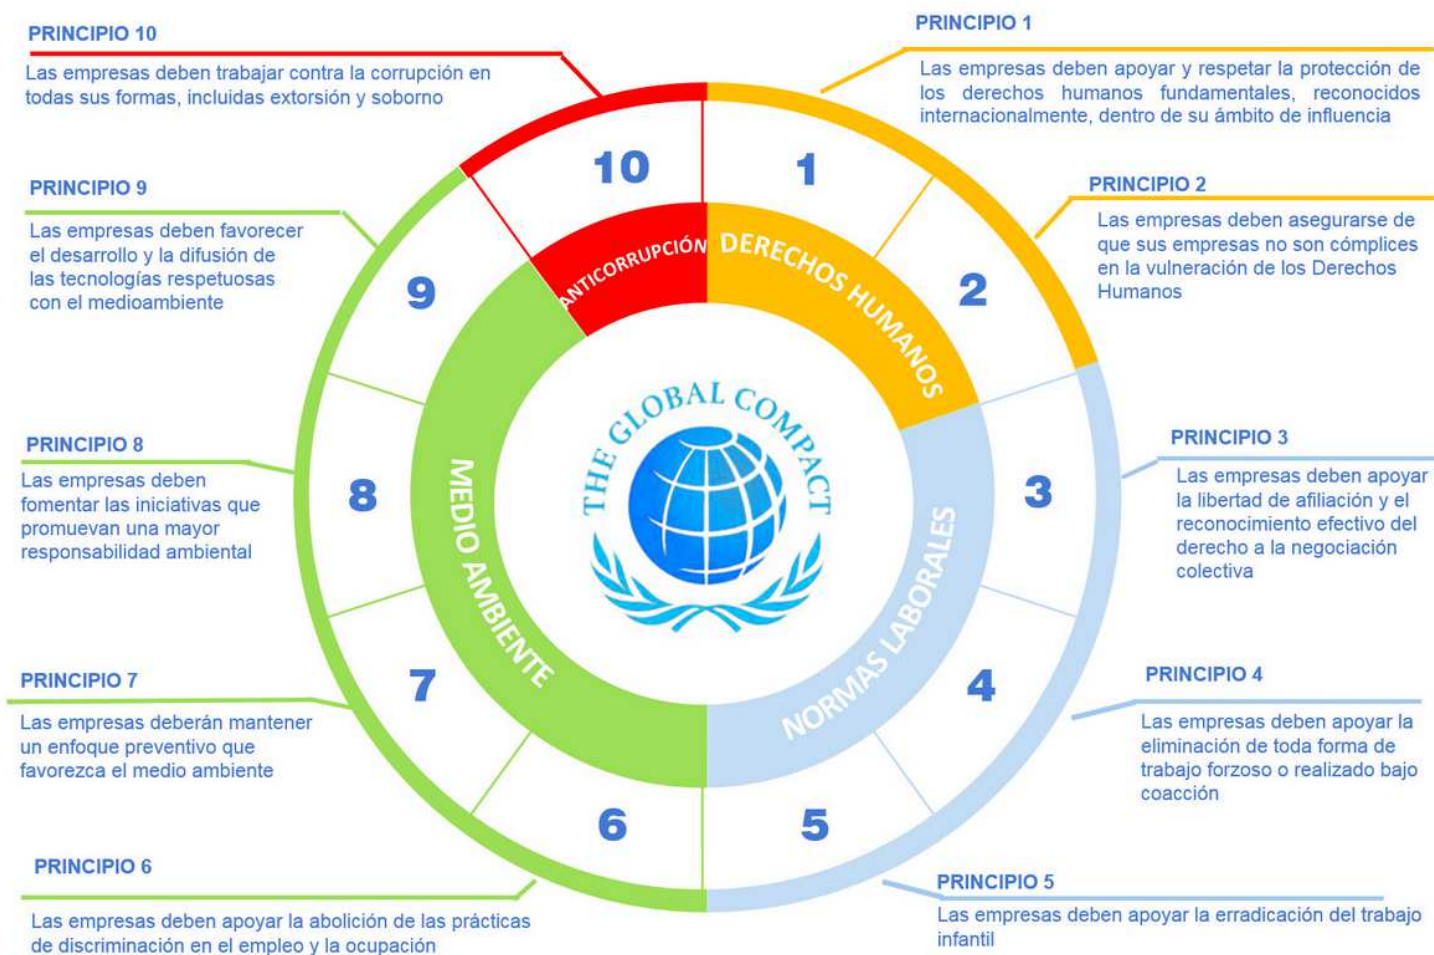 PRINCIPIO 10
Las empresas deben trabajar contra la corrupción en
todas sus formas, incluidas extorsión y soborno
PRINCIPIO 1
Las empresas deben apoyar y respetar la protección de
los derechos humanos fundamentales, reconocidos
internacionalmente, dentro de su ámbito de influencia
PRINCIPIO 9
Las empresas deben favorecer
el desarrollo y la difusión de
las tecnologías respetuosas
con el medioambiente
PRINCIPIO 2
Las empresas deben asegurarse de
que sus empresas no son cómplices
en la vulneración de los Derechos
Humanos
PRINCIPIO 8
Las empresas deben
fomentar las iniciativas que
promuevan una mayor
responsabilidad ambiental
PRINCIPIO 3
Las empresas deben apoyar
la libertad de afiliación y el
reconocimiento efectivo del
derecho a la negociación
colectiva
PRINCIPIO 7
Las empresas deberán mantener
un enfoque preventivo que
favorezca el medio ambiente
PRINCIPIO 4
Las empresas deben apoyar la
eliminación de toda forma de
trabajo forzoso o realizado bajo
coacción
PRINCIPIO 6
Las empresas deben apoyar la abolición de las prácticas
de discriminación en el empleo y la ocupación
PRINCIPIO 5
Las empresas deben apoyar la erradicación del trabajo
infantil
10
1
2
3
4
5
6
7
8
9
ANTICORRUPCIÓN
DERECHOS HUMANOS
NORMAS LABORALES
MEDIO AMBIENTE
THE GLOBAL COMPACT